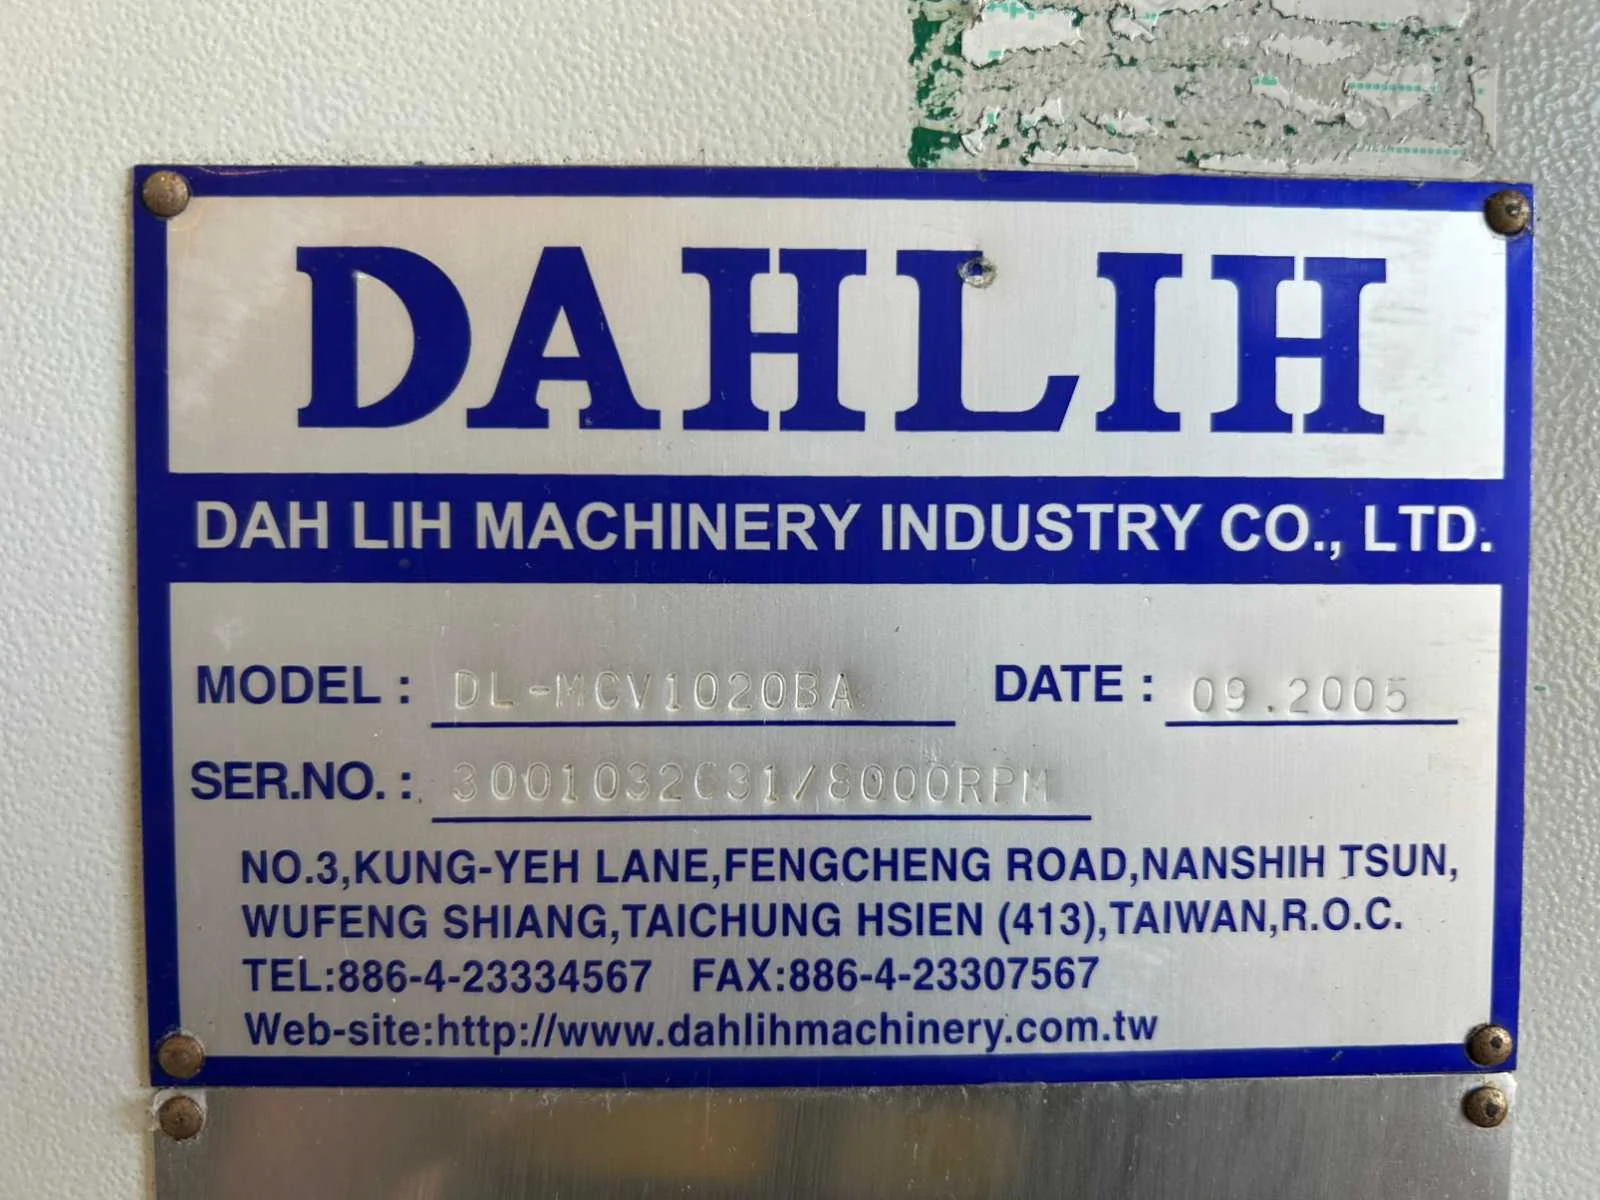 DAHLIH
DAH LIH MACHINERY INDUSTRY CO., LTD.
MODEL : DL-MCV1020BA DATE : 09.2005
SER.NO. : 3001032631/8000RPM
NO.3,KUNG-YEH LANE,FENGCHENG ROAD,NANSHIH TSUN,
WUFENG SHIANG,TAICHUNG HSIEN (413),TAIWAN,R.O.C.
TEL:886-4-23334567 FAX:886-4-23307567
Web-site:http://www.dahlihmachinery.com.tw